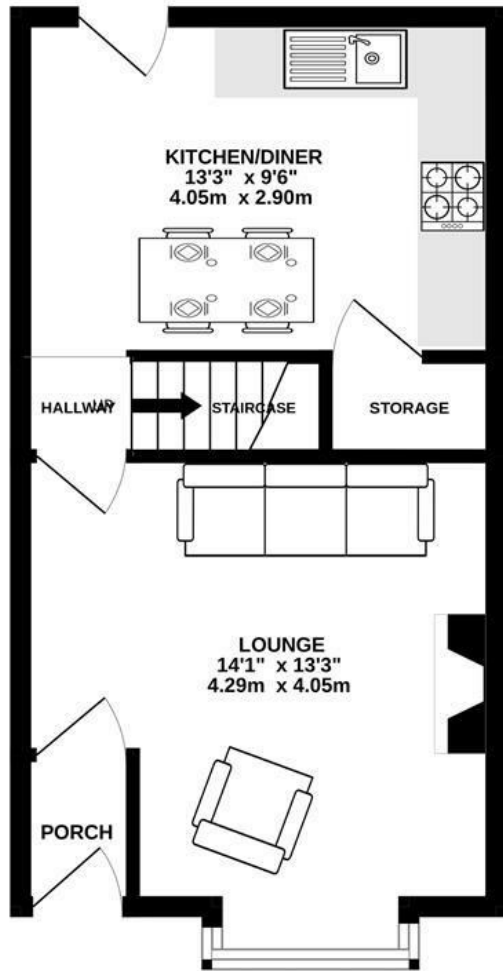 KITCHEN/DINER
13'3" x 9'6"
4.05m x 2.90m
HALLWAY
UP
STAIRCASE
STORAGE
LOUNGE
14'1" x 13'3"
4.29m x 4.05m
PORCH